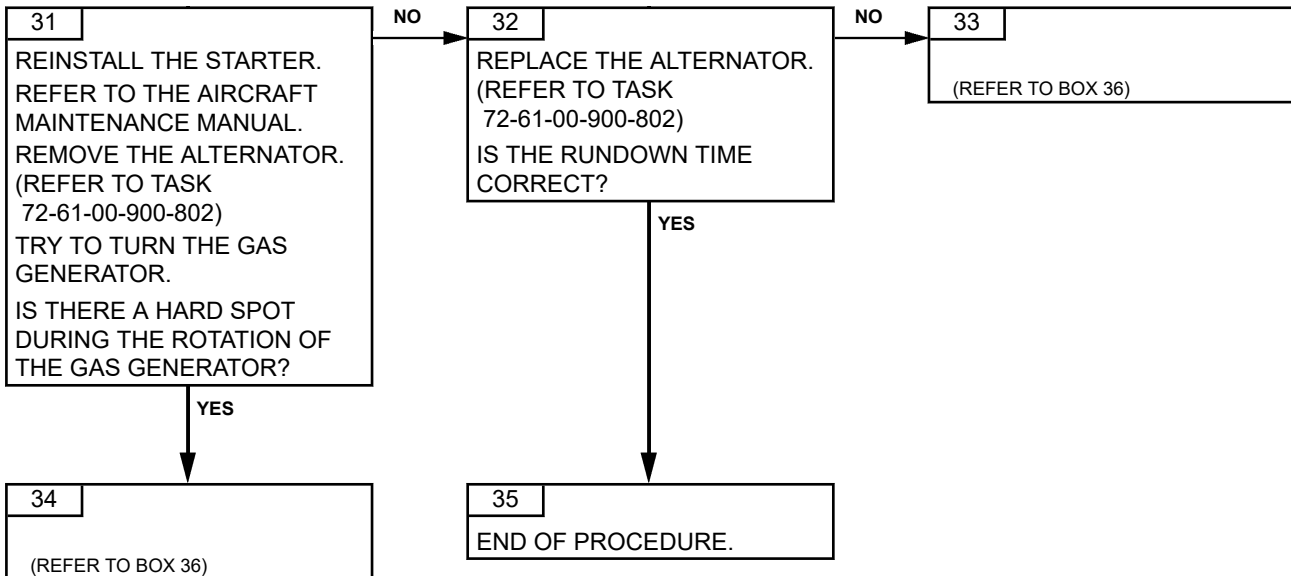 31
REINSTALL THE STARTER.
REFER TO THE AIRCRAFT
MAINTENANCE MANUAL.
REMOVE THE ALTERNATOR.
(REFER TO TASK
72-61-00-900-802)
TRY TO TURN THE GAS
GENERATOR.
IS THERE A HARD SPOT
DURING THE ROTATION OF
THE GAS GENERATOR?
NO
32
REPLACE THE ALTERNATOR.
(REFER TO TASK
72-61-00-900-802)
IS THE RUNDOWN TIME
CORRECT?
NO
33
(REFER TO BOX 36)
YES
YES
34
(REFER TO BOX 36)
35
END OF PROCEDURE.